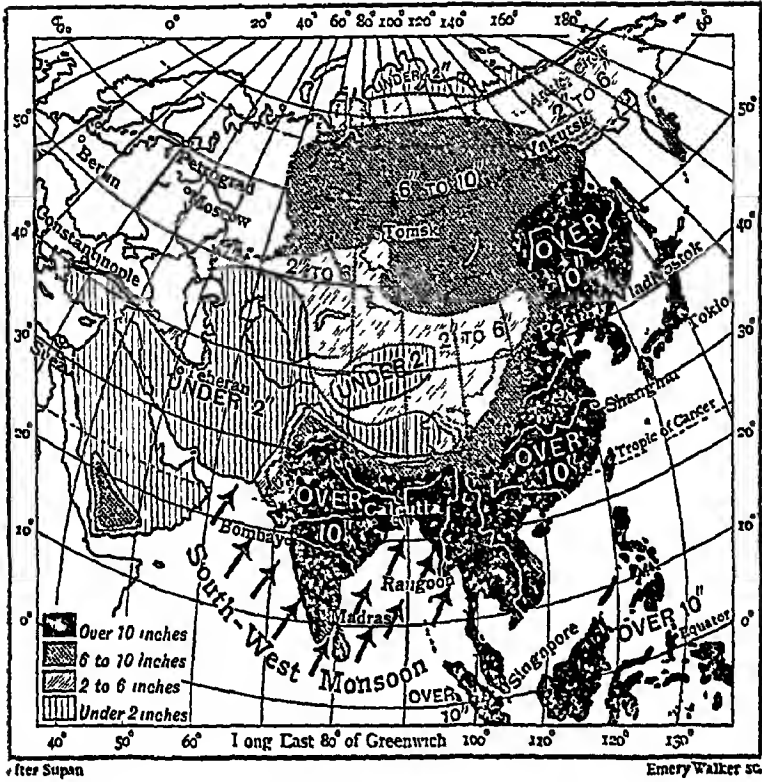 0° 20° 40° 60° 80° 100° 120° 140° 160° 180° 60°
UNDER 2"
Arctic Circle
2" TO 6"
50° 50°
Yakutsk
Petrograd
Moscow
6" TO 10"
40° 40°
Tomsk
OVER
10"
Constantinople
2" TO 6"
Tokio
30° 30°
2" TO 6"
UNDER 2"
Teheran
UNDER 2"
Shanghai
Tropic of Cancer
20° 20°
OVER
10"
OVER
10"
Calcutta
Bombay
10° 10°
Rangoon
Madras
South-West Monsoon
OVER 10"
Equator
0° 0°
Singapore
OVER
10"
Over 10 inches
6 to 10 inches
2 to 6 inches
Under 2 inches
40° 50° 60° Long East 80° of Greenwich 100° 110° 120° 130°
After Supan Emery Walker sc.